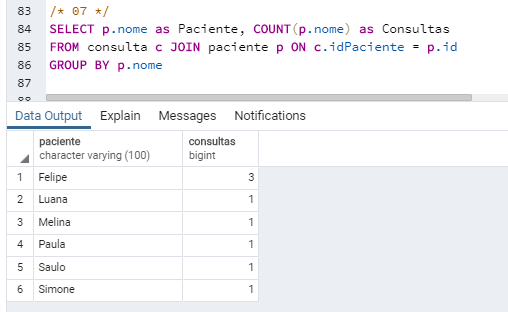 83 /* 07 */
84 SELECT p.nome as Paciente, COUNT(p.nome) as Consultas
85 FROM consulta c JOIN paciente p ON c.idPaciente = p.id
86 GROUP BY p.nome
87
88
Data Output Explain Messages Notifications
paciente consultas
character varying (100) bigint
1 Felipe 3
2 Luana 1
3 Melina 1
4 Paula 1
5 Saulo 1
6 Simone 1